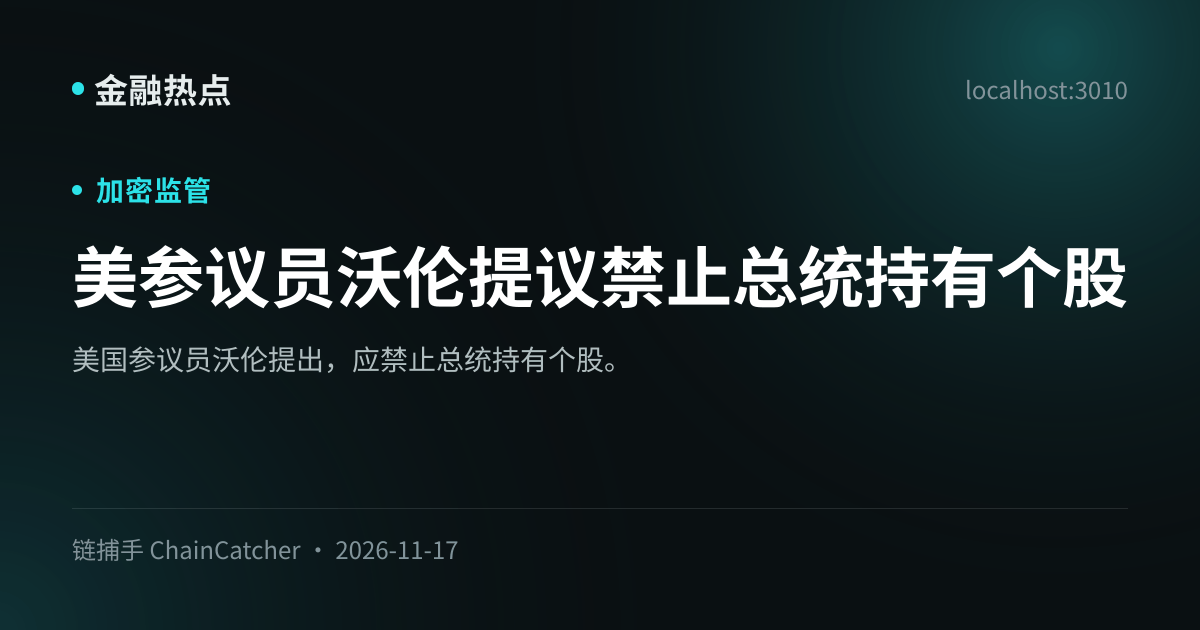 金融热点
localhost:3010
加密监管
美参议员沃伦提议禁止总统持有个股
美国参议员沃伦提出，应禁止总统持有个股。
链捕手 ChainCatcher · 2026-11-17